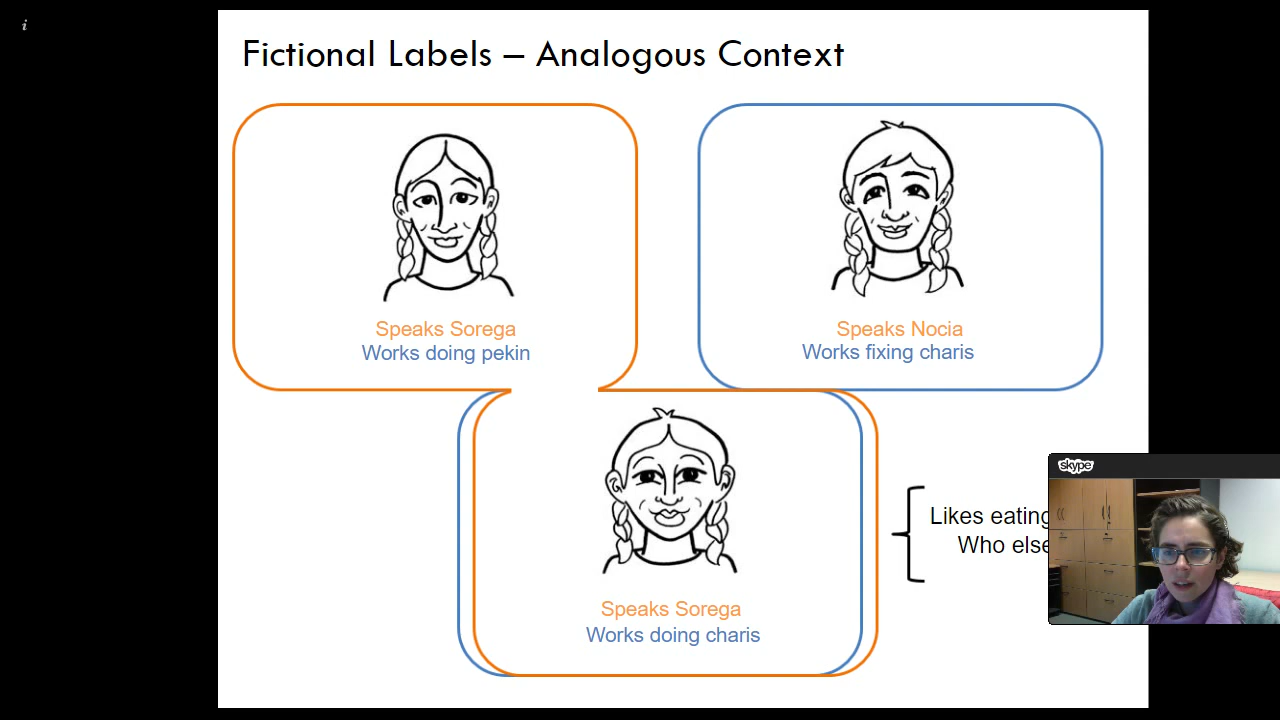 i
Fictional Labels – Analogous Context
Speaks Sorega
Works doing pekin
Speaks Nocia
Works fixing charis
Likes eating
Who else
Speaks Sorega
Works doing charis
skype